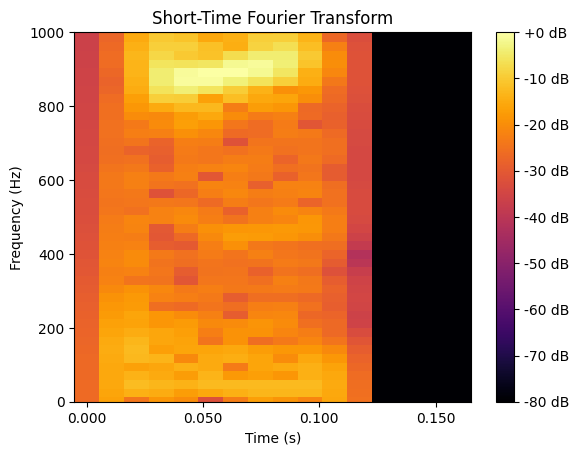 Short-Time Fourier Transform
1000
800
600
400
200
0
Frequency (Hz)
0.000
0.050
0.100
0.150
Time (s)
+0 dB
-10 dB
-20 dB
-30 dB
-40 dB
-50 dB
-60 dB
-70 dB
-80 dB